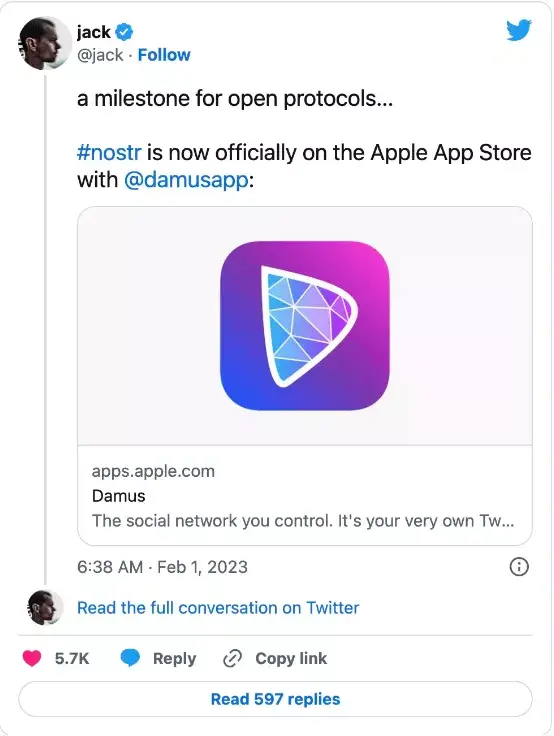 jack
@jack · Follow
a milestone for open protocols...
#nostr is now officially on the Apple App Store
with @damusapp:
apps.apple.com
Damus
The social network you control. It's your very own Tw...
6:38 AM · Feb 1, 2023
Read the full conversation on Twitter
5.7K Reply Copy link
Read 597 replies